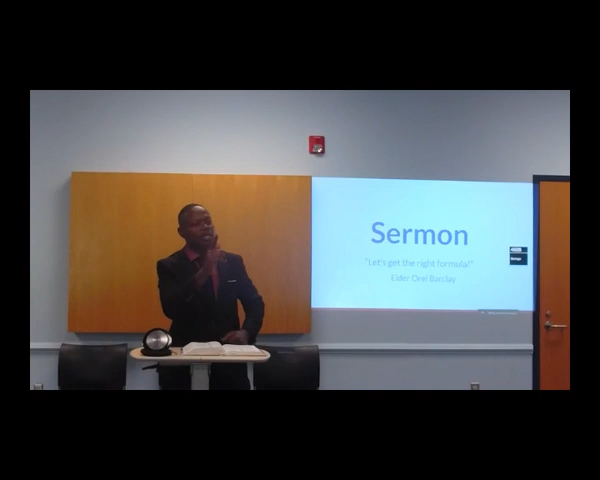 Sermon
"Let's get the right formula!"
Elder Orel Barclay